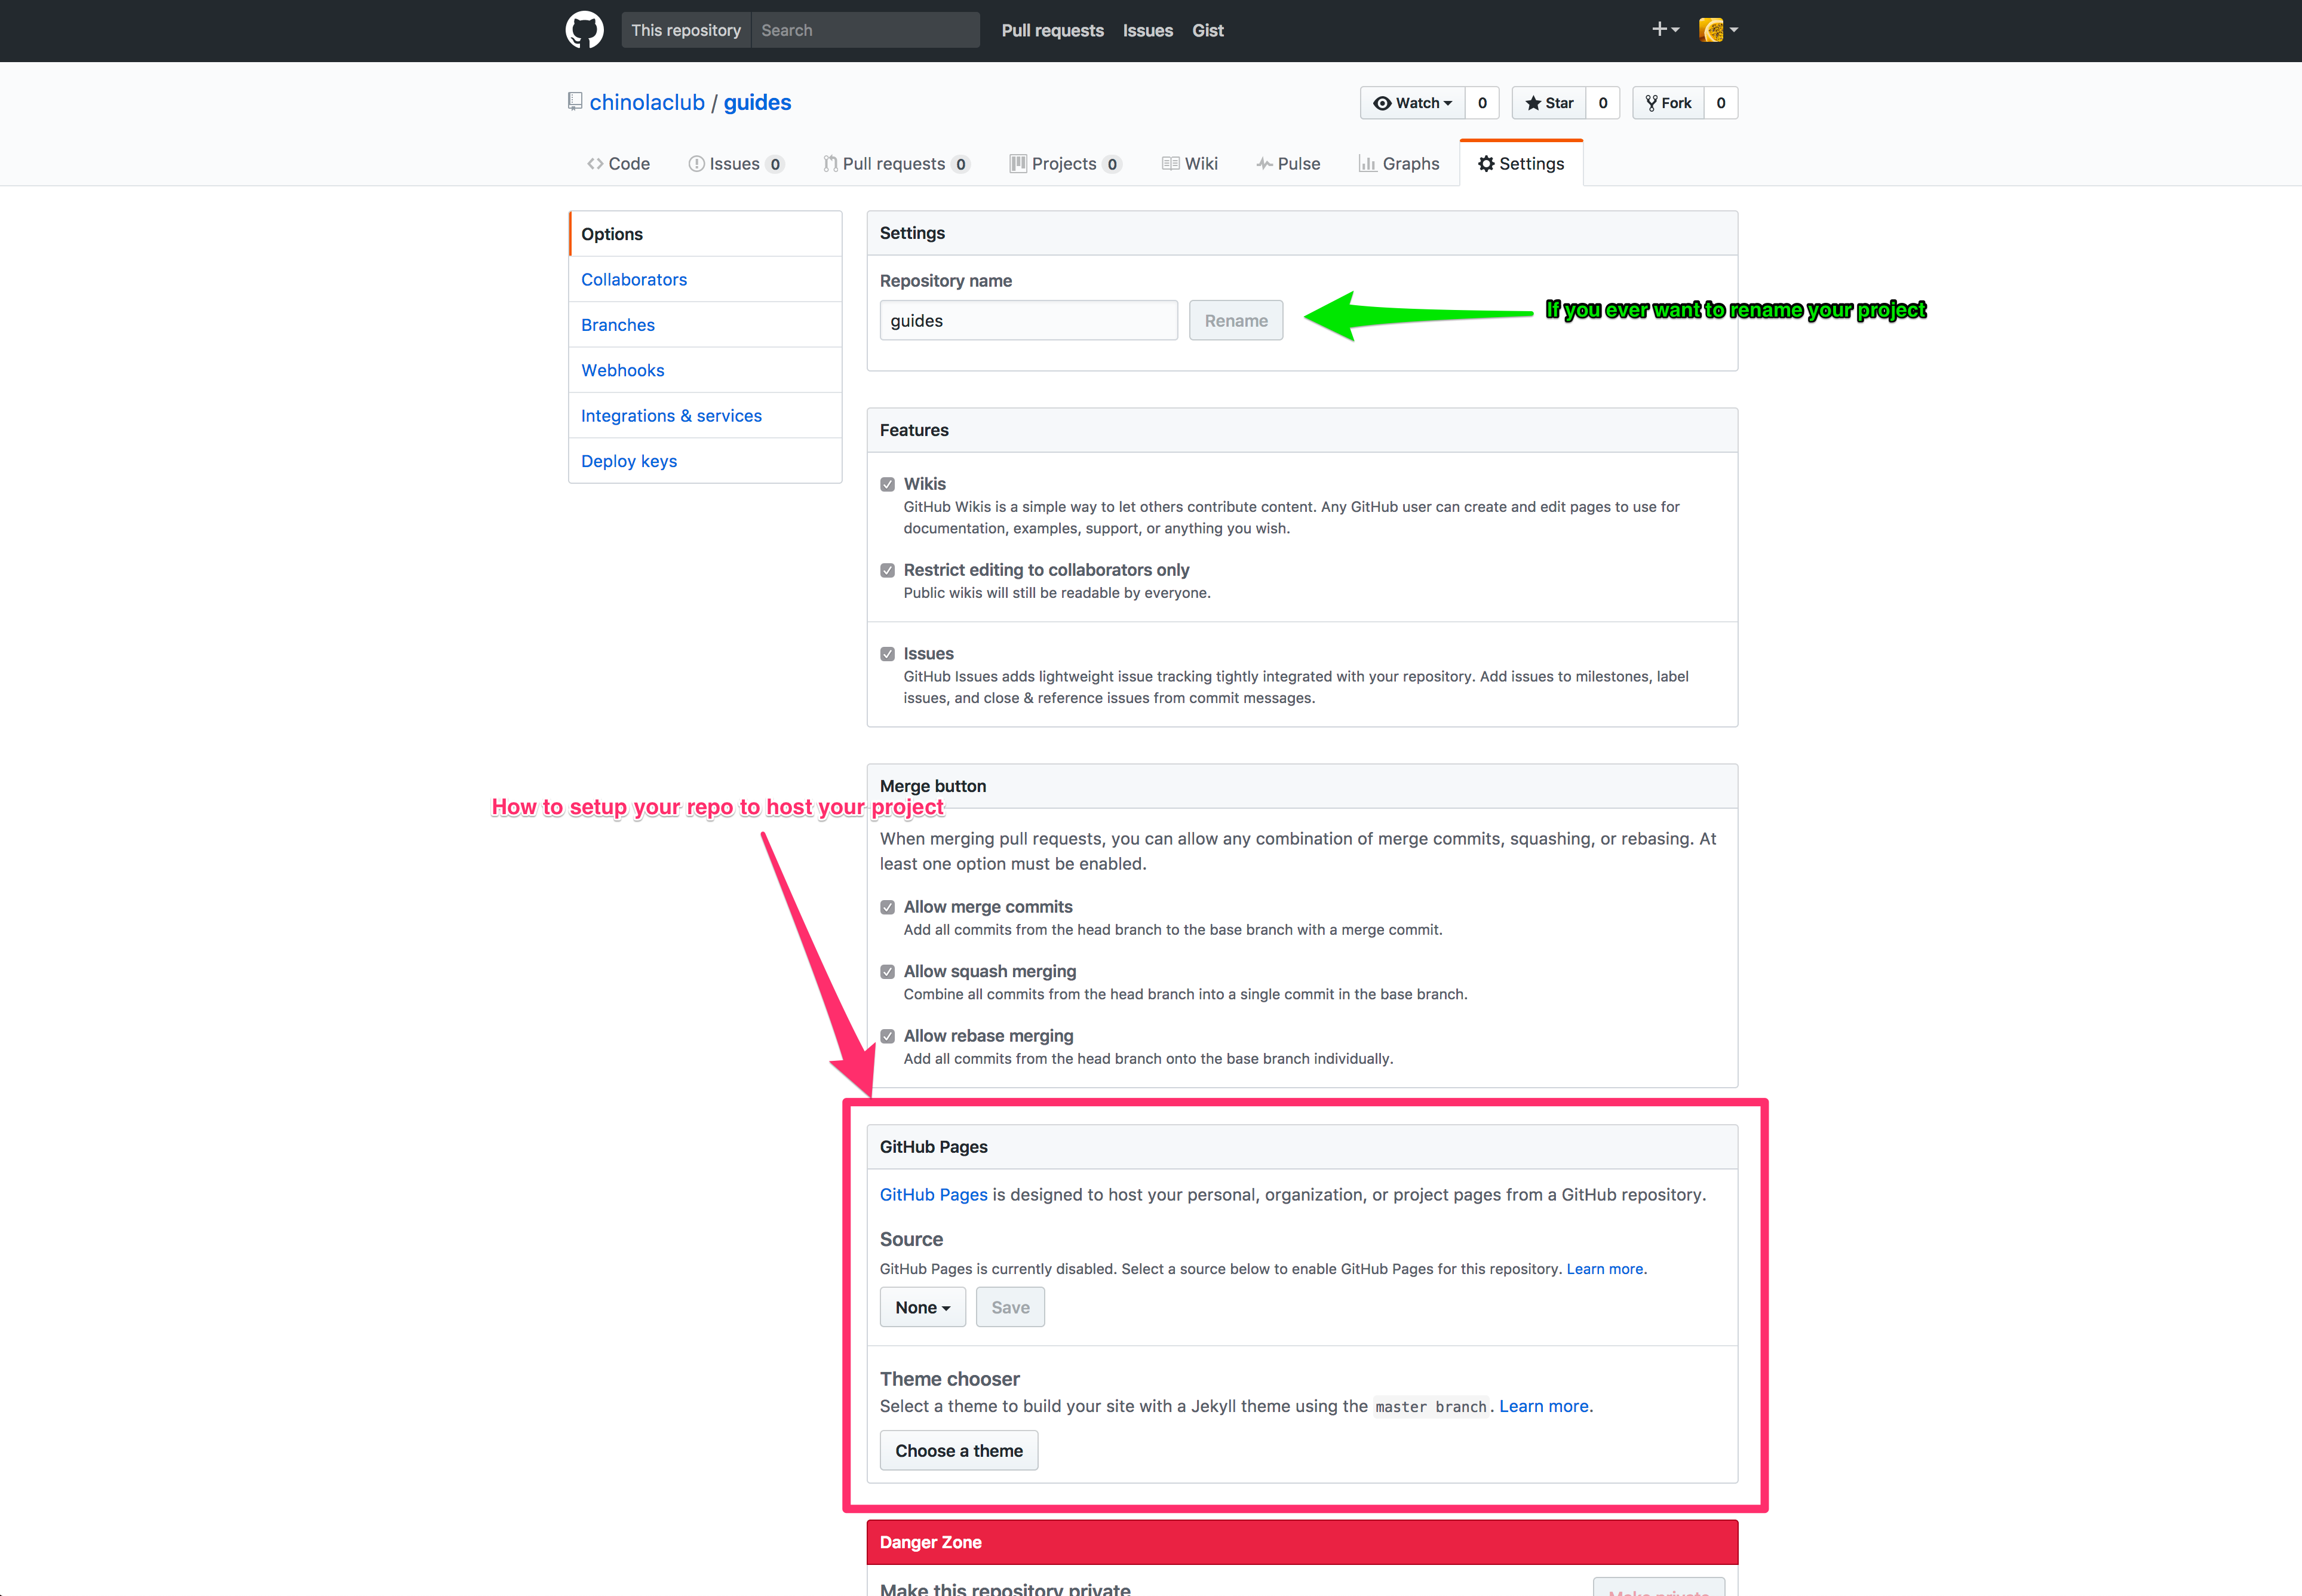 This repository Search Pull requests Issues Gist
chinolaclub / guides
Watch 0 Star 0 Fork 0
Code Issues 0 Pull requests 0 Projects 0 Wiki Pulse Graphs Settings
Options
Collaborators
Branches
Webhooks
Integrations & services
Deploy keys
Settings
Repository name
guides Rename
If you ever want to rename your project
Features
Wikis
GitHub Wikis is a simple way to let others contribute content. Any GitHub user can create and edit pages to use for
documentation, examples, support, or anything you wish.
Restrict editing to collaborators only
Public wikis will still be readable by everyone.
Issues
GitHub Issues adds lightweight issue tracking tightly integrated with your repository. Add issues to milestones, label
issues, and close & reference issues from commit messages.
Merge button
How to setup your repo to host your project
When merging pull requests, you can allow any combination of merge commits, squashing, or rebasing. At
least one option must be enabled.
Allow merge commits
Add all commits from the head branch to the base branch with a merge commit.
Allow squash merging
Combine all commits from the head branch into a single commit in the base branch.
Allow rebase merging
Add all commits from the head branch onto the base branch individually.
GitHub Pages
GitHub Pages is designed to host your personal, organization, or project pages from a GitHub repository.
Source
GitHub Pages is currently disabled. Select a source below to enable GitHub Pages for this repository. Learn more.
None Save
Theme chooser
Select a theme to build your site with a Jekyll theme using the master branch. Learn more.
Choose a theme
Danger Zone
Make this repository private
Make private